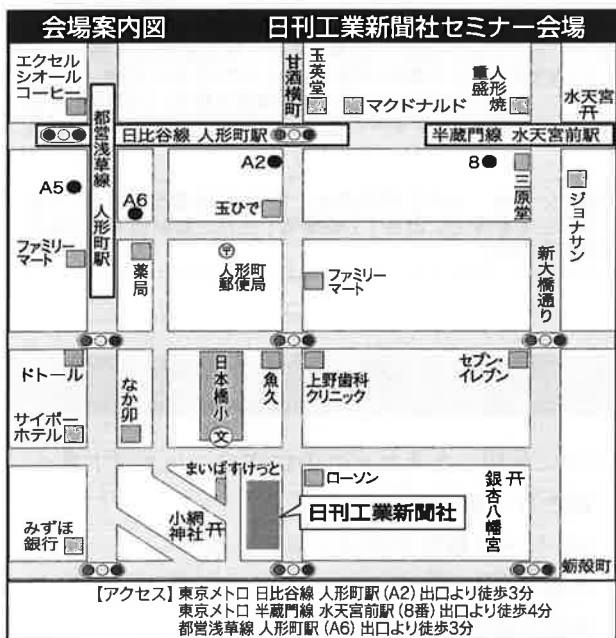 会場案内図 日刊工業新聞社セミナー会場
エクセル
シオール
コーヒー
都営浅草線 人形町駅
日比谷線 人形町駅
甘酒横町
玉英堂
マクドナルド
人形焼
重盛
水天宮
半蔵門線 水天宮前駅
A5
A6
A2
8
玉ひで
三原堂
ジョナサン
ファミリー
マート
薬局
〒
人形町
郵便局
ファミリー
マート
新大橋通り
ドトール
なか卯
日本橋小
文
魚久
上野歯科
クリニック
セブン・
イレブン
サイボー
ホテル
まいばすけっと
ローソン
銀杏八幡宮
日刊工業新聞社
小網
神社
みずほ
銀行
蛎殻町
【アクセス】東京メトロ 日比谷線 人形町駅(A2)出口より徒歩3分
東京メトロ 半蔵門線 水天宮前駅(8番)出口より徒歩4分
都営浅草線 人形町駅(A6)出口より徒歩3分